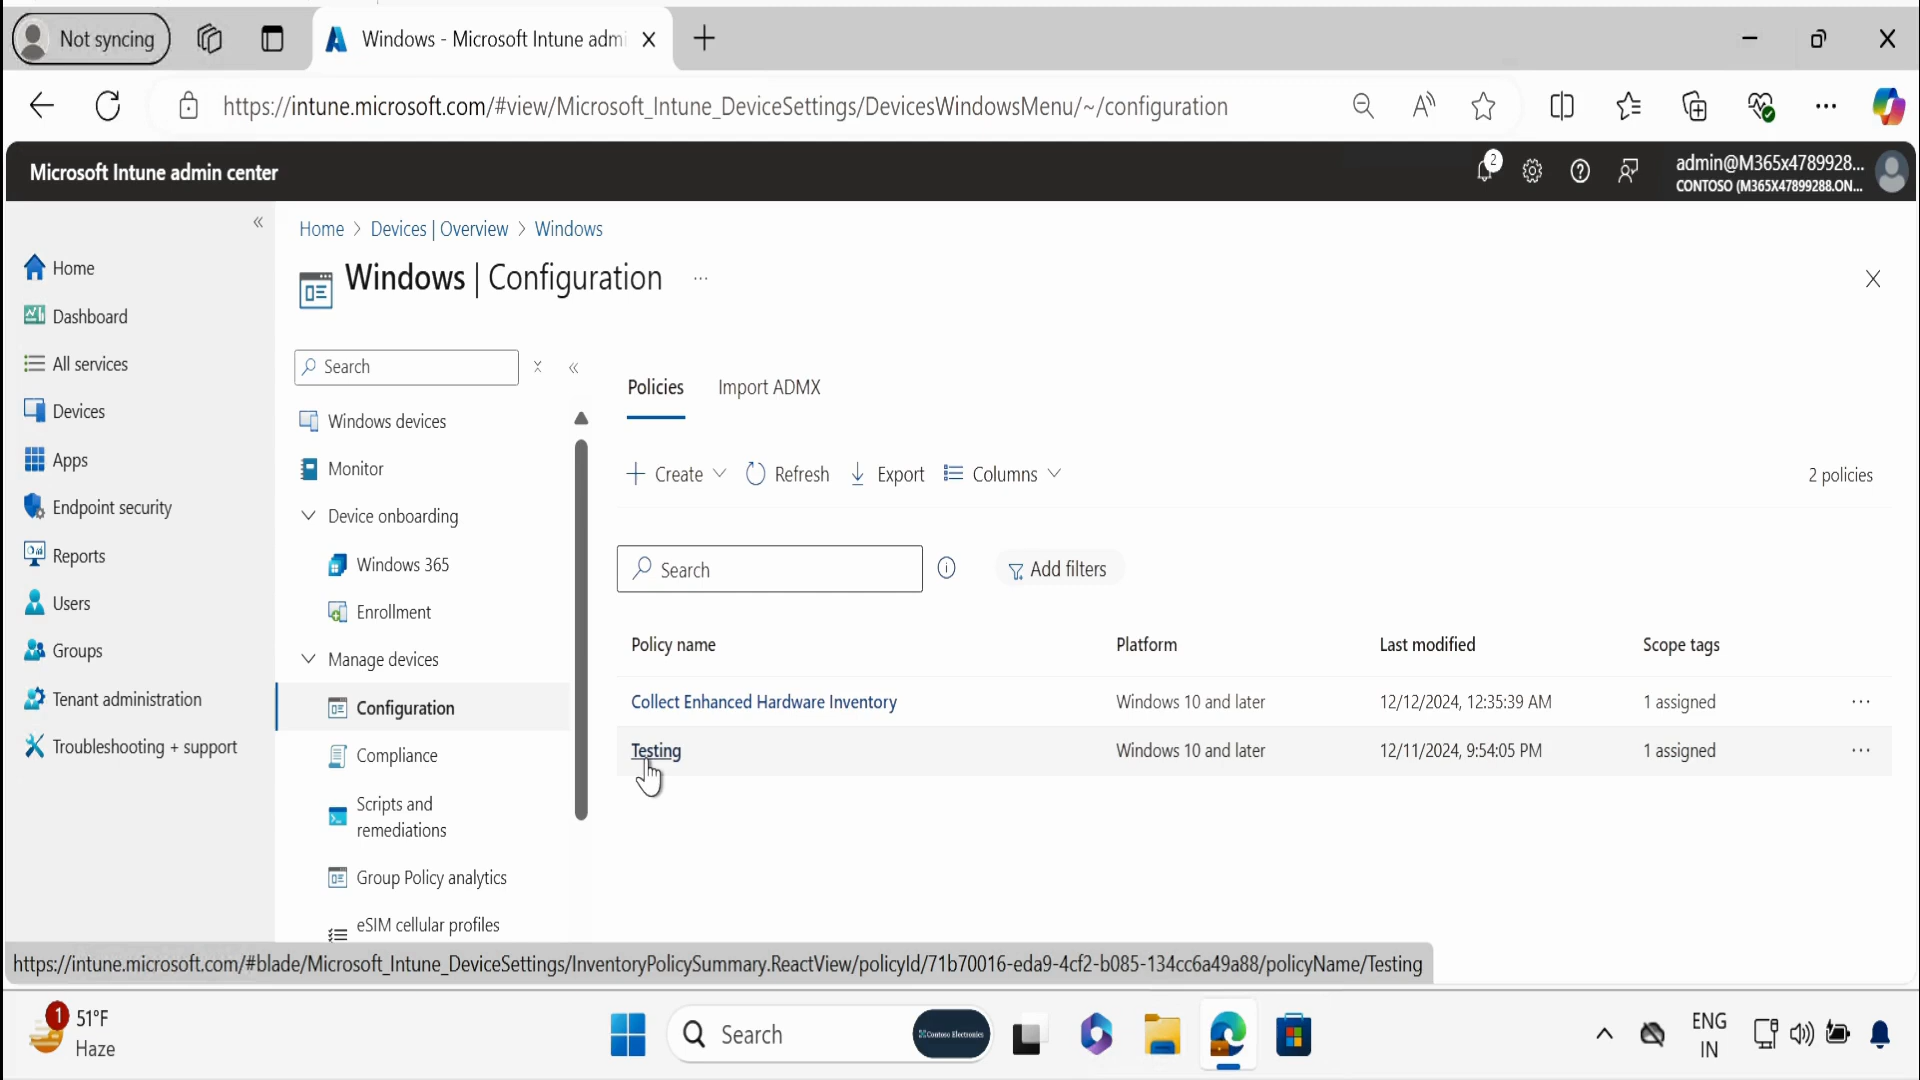 Not syncing
Windows - Microsoft Intune adm
https://intune.microsoft.com/#view/Microsoft_Intune_DeviceSettings/DevicesWindowsMenu/~/configuration
Microsoft Intune admin center
2
admin@M365x4789928...
CONTOSO (M365X47899288.ON...
Home > Devices | Overview > Windows
Windows | Configuration ...
Home
Dashboard
All services
Devices
Apps
Endpoint security
Reports
Users
Groups
Tenant administration
Troubleshooting + support
Search
Windows devices
Monitor
Device onboarding
Windows 365
Enrollment
Manage devices
Configuration
Compliance
Scripts and
remediations
Group Policy analytics
eSIM cellular profiles
Policies Import ADMX
Create Refresh Export Columns 2 policies
Search Add filters
Policy name Platform Last modified Scope tags
Collect Enhanced Hardware Inventory Windows 10 and later 12/12/2024, 12:35:39 AM 1 assigned ...
Testing Windows 10 and later 12/11/2024, 9:54:05 PM 1 assigned ...
https://intune.microsoft.com/#blade/Microsoft_Intune_DeviceSettings/InventoryPolicySummary.ReactView/policyId/71b70016-eda9-4cf2-b085-134cc6a49a88/policyName/Testing
1
51°F
Haze
Search
Contoso Electronics
ENG
IN